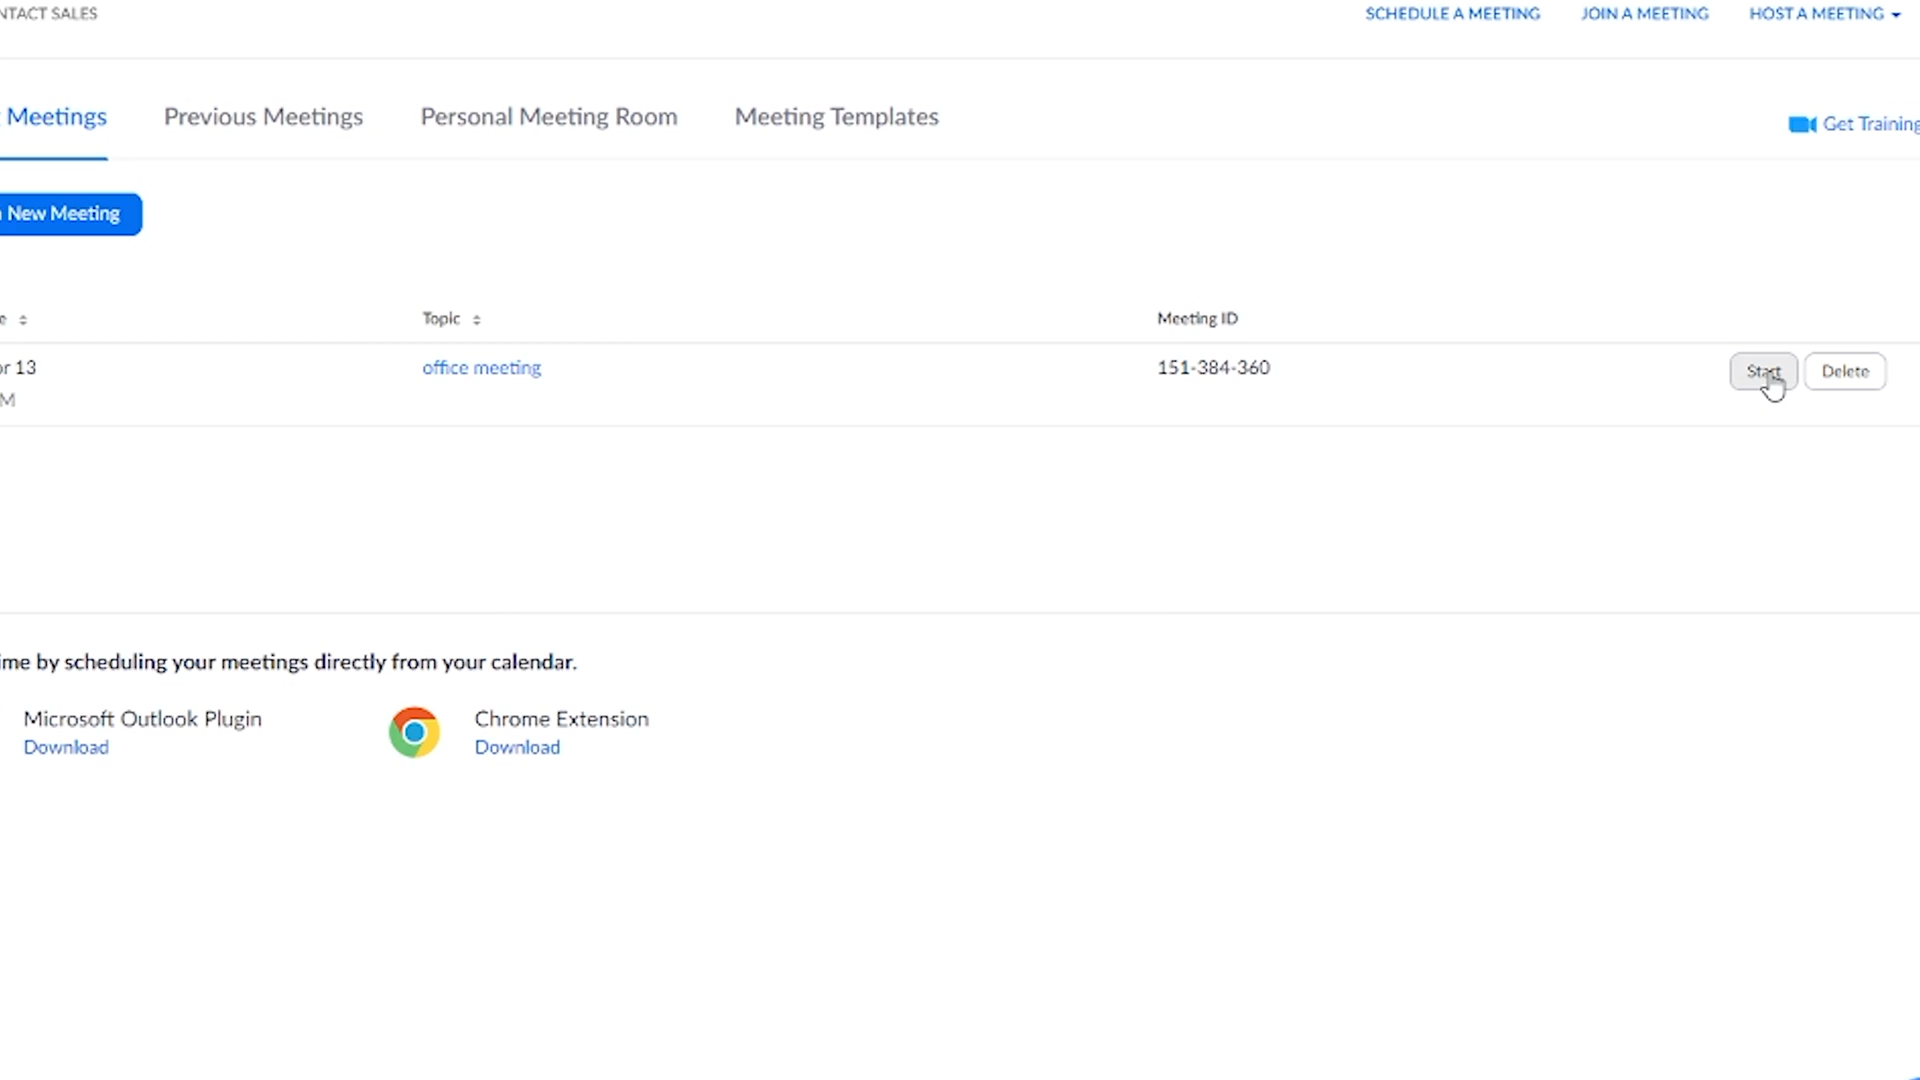 NTACT SALES
SCHEDULE A MEETING
JOIN A MEETING
HOST A MEETING
Meetings
Previous Meetings
Personal Meeting Room
Meeting Templates
Get Training
New Meeting
Topic
Meeting ID
13
office meeting
151-384-360
Start
Delete
M
ime by scheduling your meetings directly from your calendar.
Microsoft Outlook Plugin
Download
Chrome Extension
Download